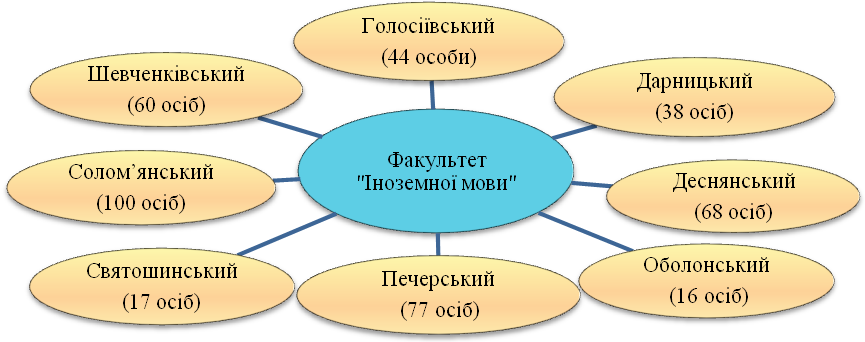 Голосіївський
(44 особи)
Шевченківський
(60 осіб)
Дарницький
(38 осіб)
Факультет
"Іноземної мови"
Солом’янський
(100 осіб)
Деснянський
(68 осіб)
Святошинський
(17 осіб)
Печерський
(77 осіб)
Оболонський
(16 осіб)